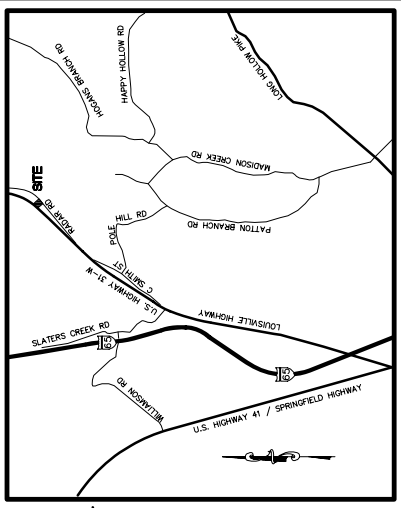 HOGANS BRANCH RD
HAPPY HOLLOW RD
LONG HOLLOW PIKE
MADISON CREEK RD
SITE
RADAR RD
POLE HILL RD
PATTON BRANCH RD
C SMITH ST
U.S. HIGHWAY 31-W
LOUISVILLE HIGHWAY
SLATERS CREEK RD
65
65
WILLIAMSON RD
U.S. HIGHWAY 41 / SPRINGFIELD HIGHWAY